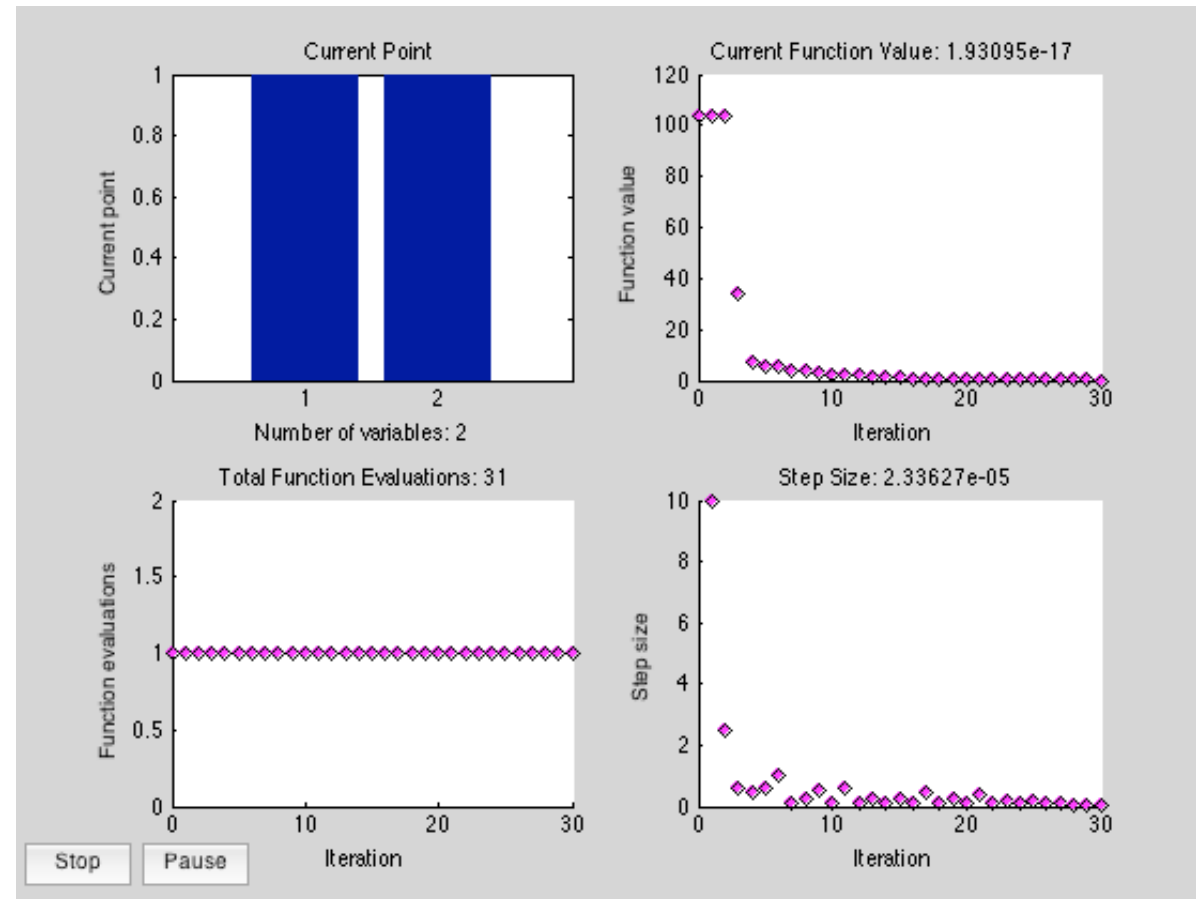 Current Point
1
0.8
0.6
0.4
0.2
0
Current point
1 2
Number of variables: 2
Current Function Value: 1.93095e-17
120
100
80
60
40
20
0
Function value
0 10 20 30
Iteration
Total Function Evaluations: 31
2
1.5
1
0.5
0
Function evaluations
0 10 20 30
Iteration
Step Size: 2.33627e-05
10
8
6
4
2
0
Step size
0 10 20 30
Iteration
Stop Pause